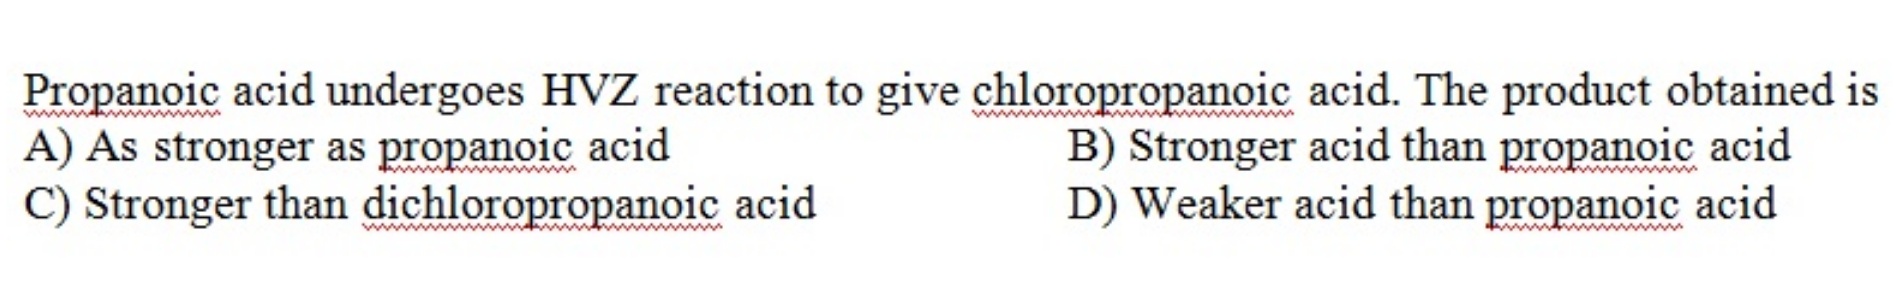 Propanoic acid undergoes HVZ reaction to give chloropropanoic acid. The product obtained is
A) As stronger as propanoic acid B) Stronger acid than propanoic acid
C) Stronger than dichloropropanoic acid D) Weaker acid than propanoic acid